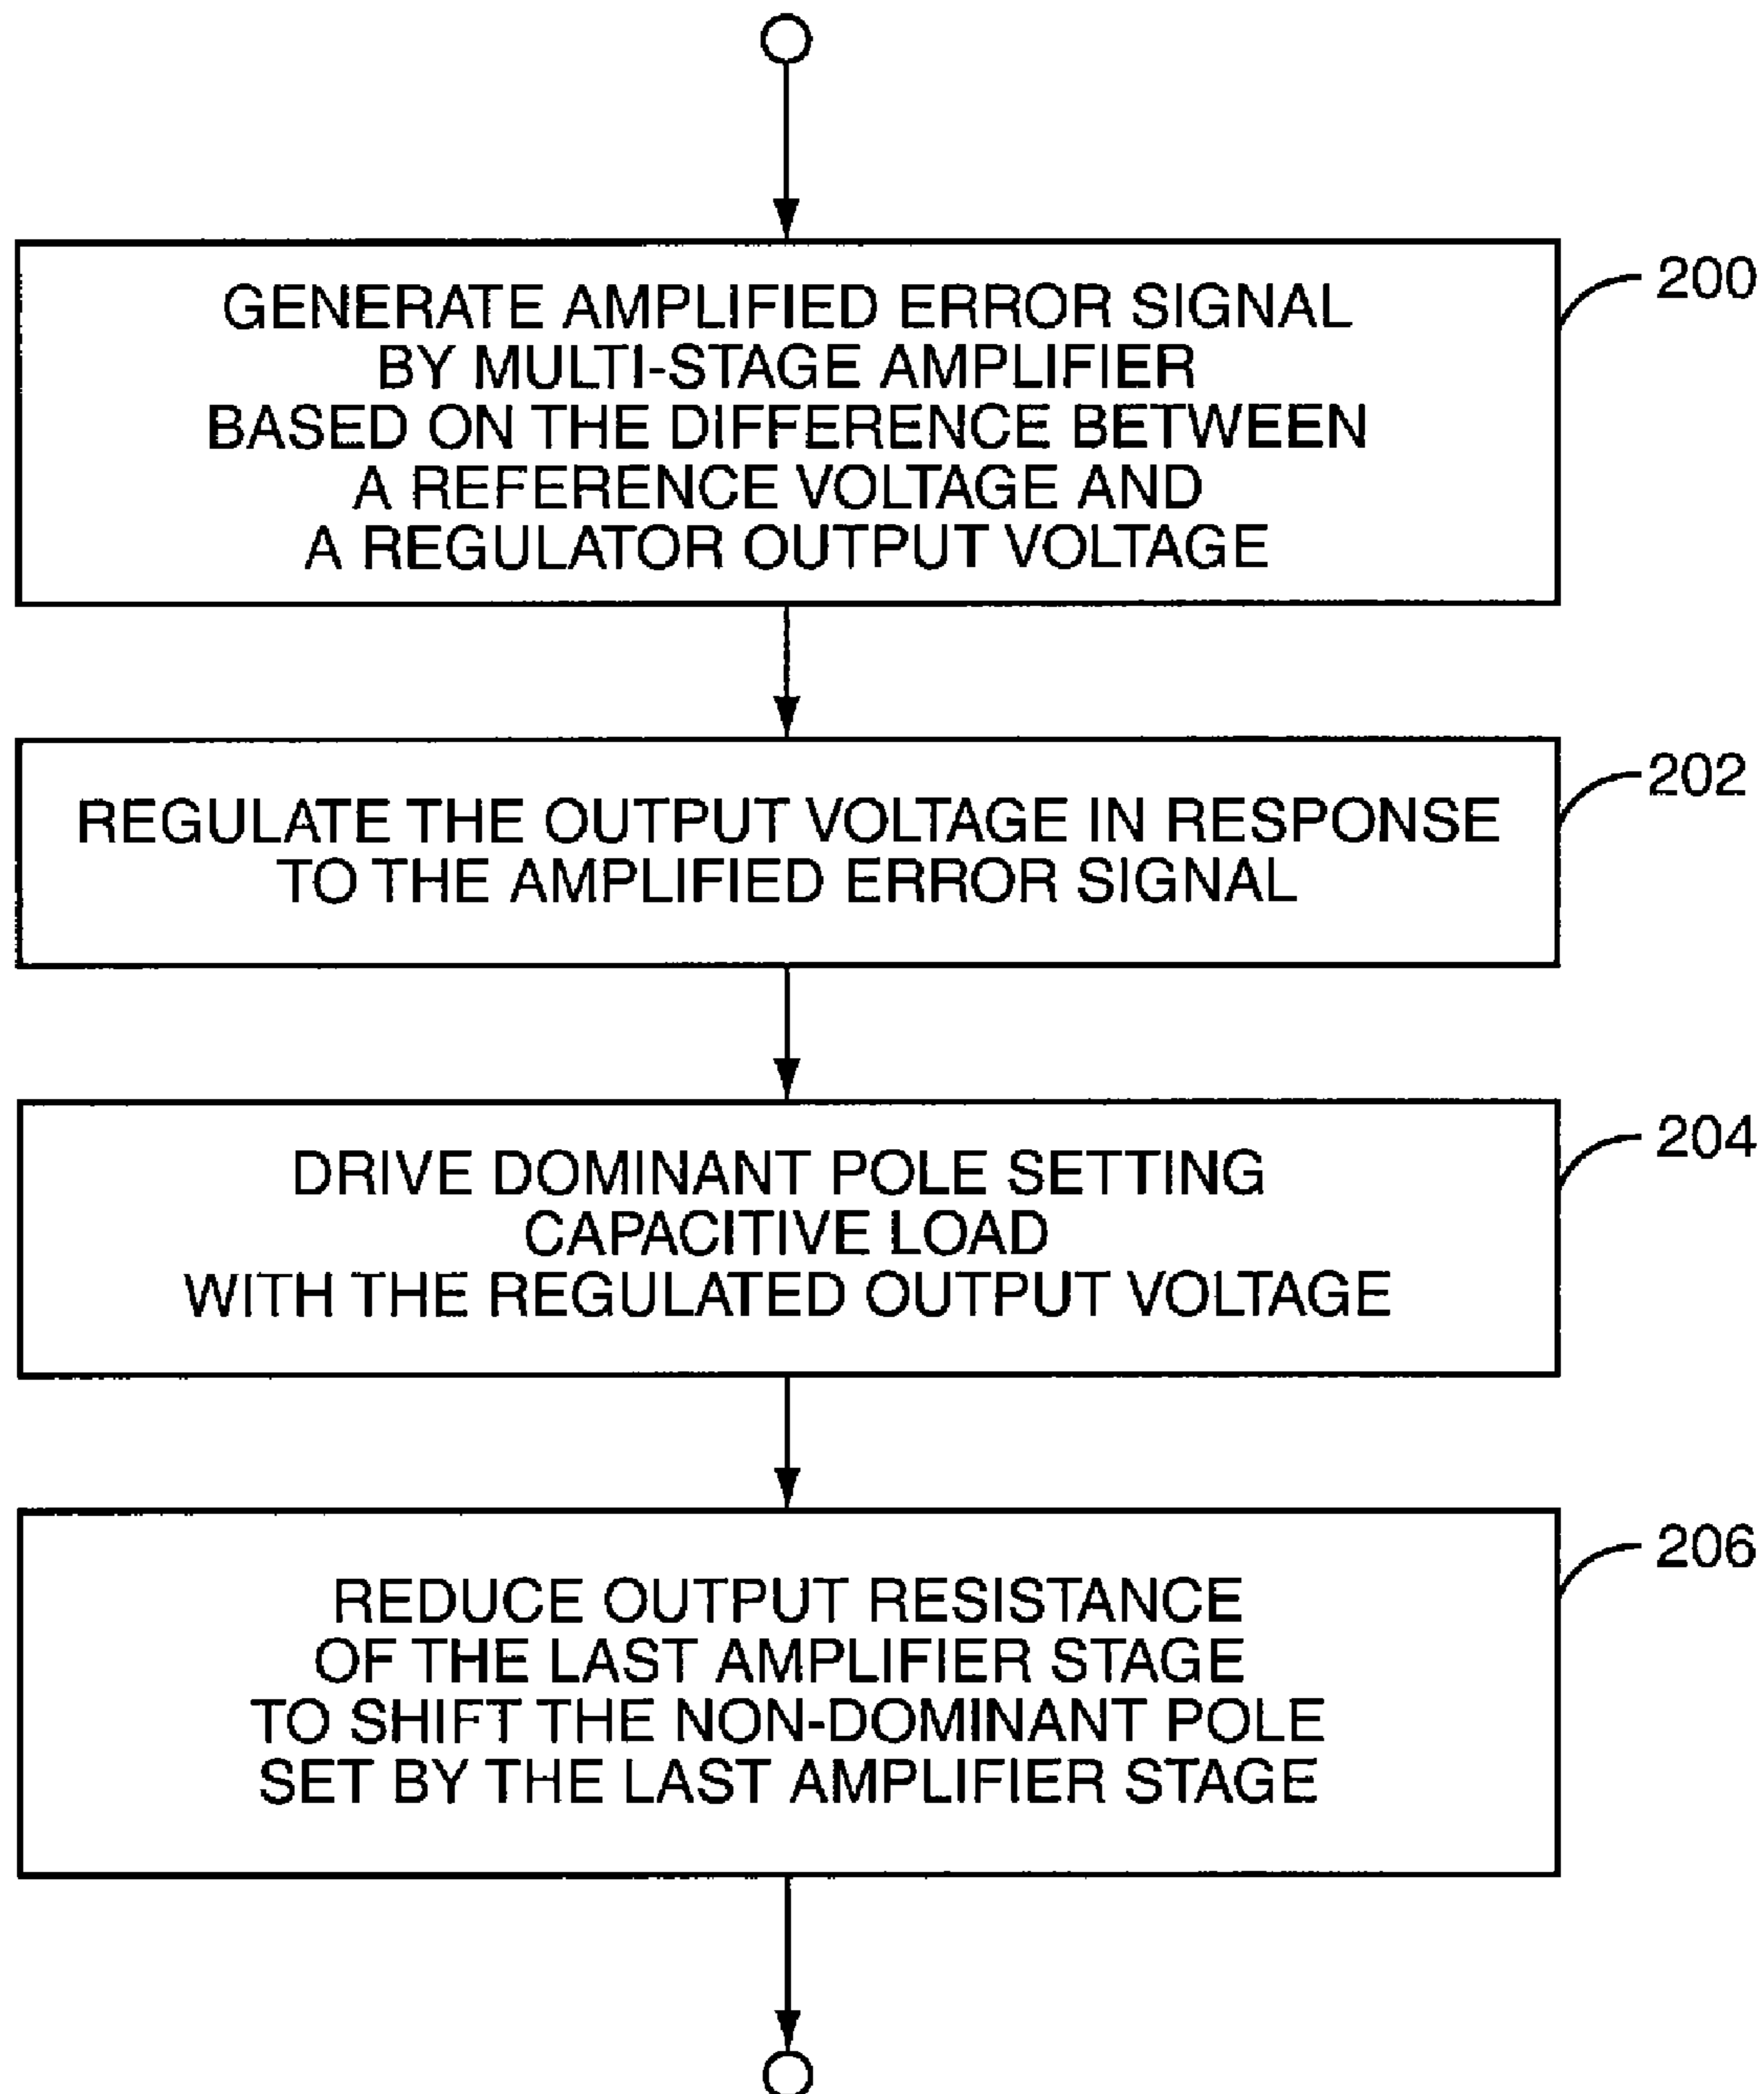 200
GENERATE AMPLIFIED ERROR SIGNAL
BY MULTI-STAGE AMPLIFIER
BASED ON THE DIFFERENCE BETWEEN
A REFERENCE VOLTAGE AND
A REGULATOR OUTPUT VOLTAGE
202
REGULATE THE OUTPUT VOLTAGE IN RESPONSE
TO THE AMPLIFIED ERROR SIGNAL
204
DRIVE DOMINANT POLE SETTING
CAPACITIVE LOAD
WITH THE REGULATED OUTPUT VOLTAGE
206
REDUCE OUTPUT RESISTANCE
OF THE LAST AMPLIFIER STAGE
TO SHIFT THE NON-DOMINANT POLE
SET BY THE LAST AMPLIFIER STAGE